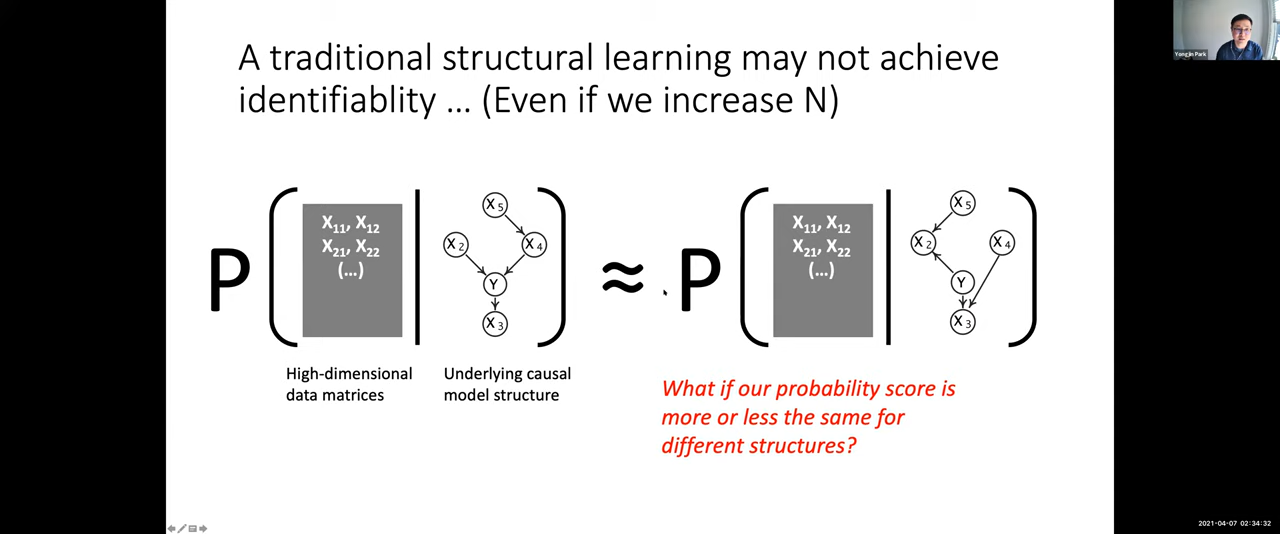 A traditional structural learning may not achieve
identifiablity ... (Even if we increase N)
P
X11, X12
X21, X22
(...)
X5
X2
X4
Y
X3
≈
P
X11, X12
X21, X22
(...)
X5
X2
X4
Y
X3
High-dimensional
data matrices
Underlying causal
model structure
What if our probability score is
more or less the same for
different structures?
Yongjin Park
2021-04-07 02:34:32